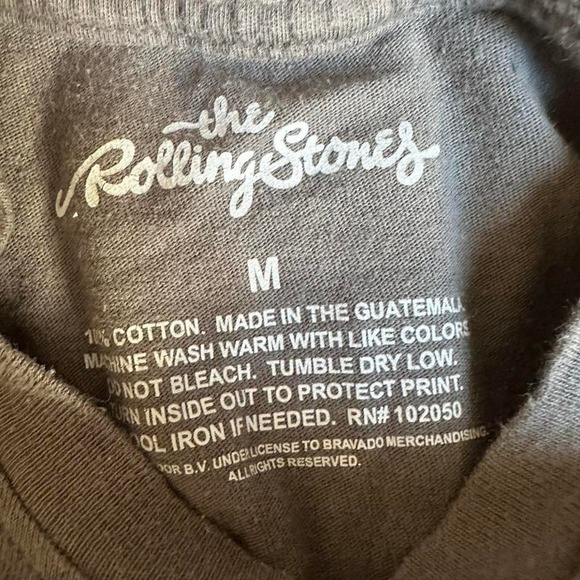 the
Rolling Stones
M
COTTON. MADE IN THE GUATEMALA.
MACHINE WASH WARM WITH LIKE COLORS
DO NOT BLEACH. TUMBLE DRY LOW.
TURN INSIDE OUT TO PROTECT PRINT.
COOL IRON IF NEEDED. RN# 102050
B.V. UNDER LICENSE TO BRAVADO MERCHANDISING.
ALL RIGHTS RESERVED.